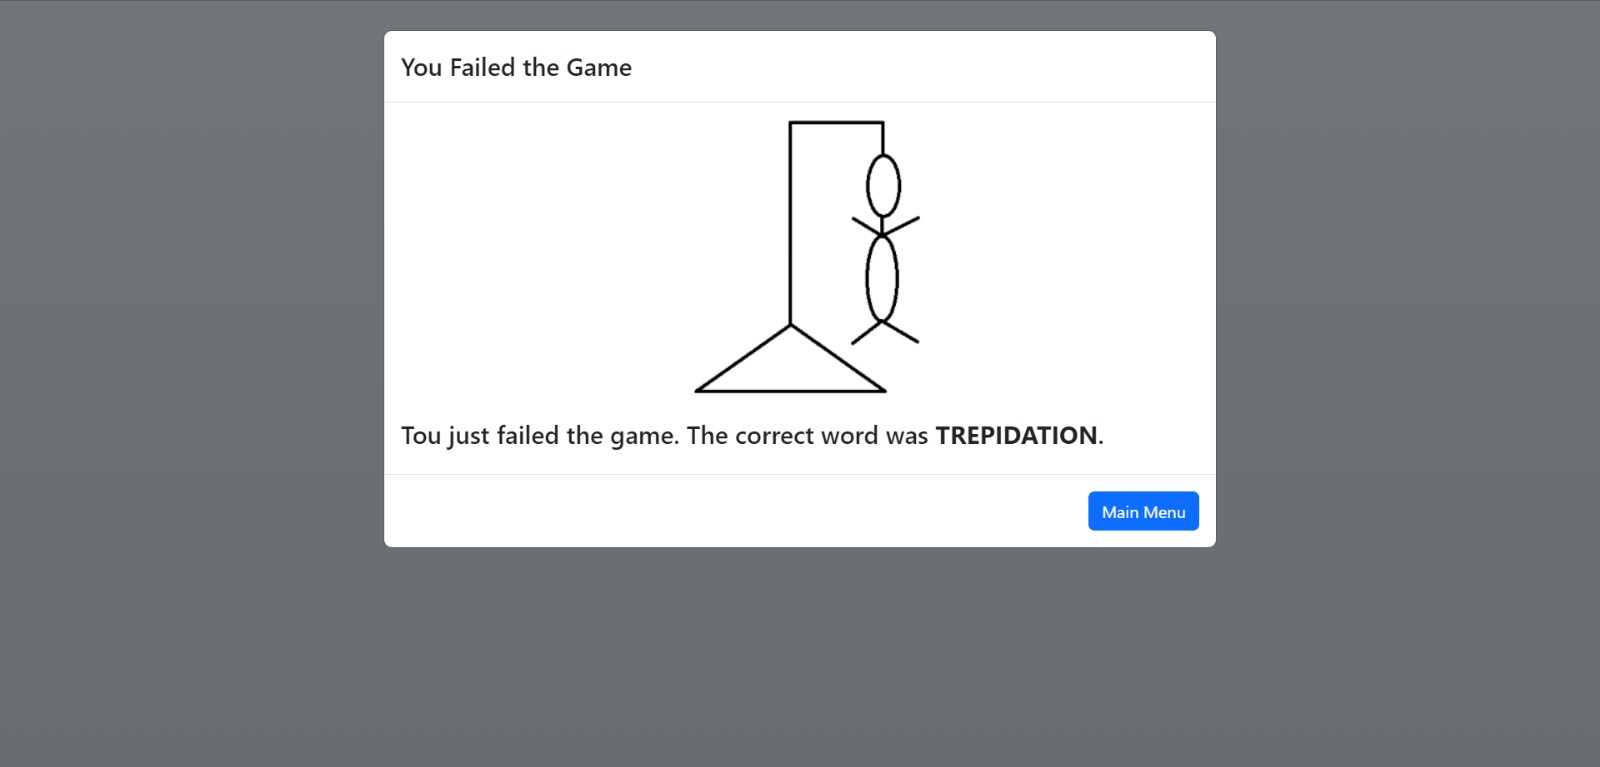 You Failed the Game
Tou just failed the game. The correct word was TREPIDATION.
Main Menu